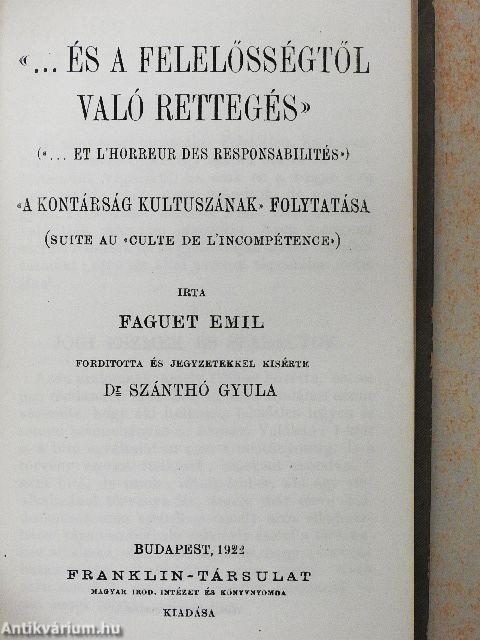 «... ÉS A FELELŐSSÉGTŐL
VALÓ RETTEGÉS»
(«... ET L'HORREUR DES RESPONSABILITÉS»)
«A KONTÁRSÁG KULTUSZÁNAK» FOLYTATÁSA
(SUITE AU «CULTE DE L'INCOMPÉTENCE»)
IRTA
FAGUET EMIL
FORDITOTTA ÉS JEGYZETEKKEL KISÉRTE
Dr SZÁNTHÓ GYULA
BUDAPEST, 1922
FRANKLIN-TÁRSULAT
MAGYAR IROD. INTÉZET ÉS KÖNYVNYOMDA
KIADÁSA
Antikvárium.hu